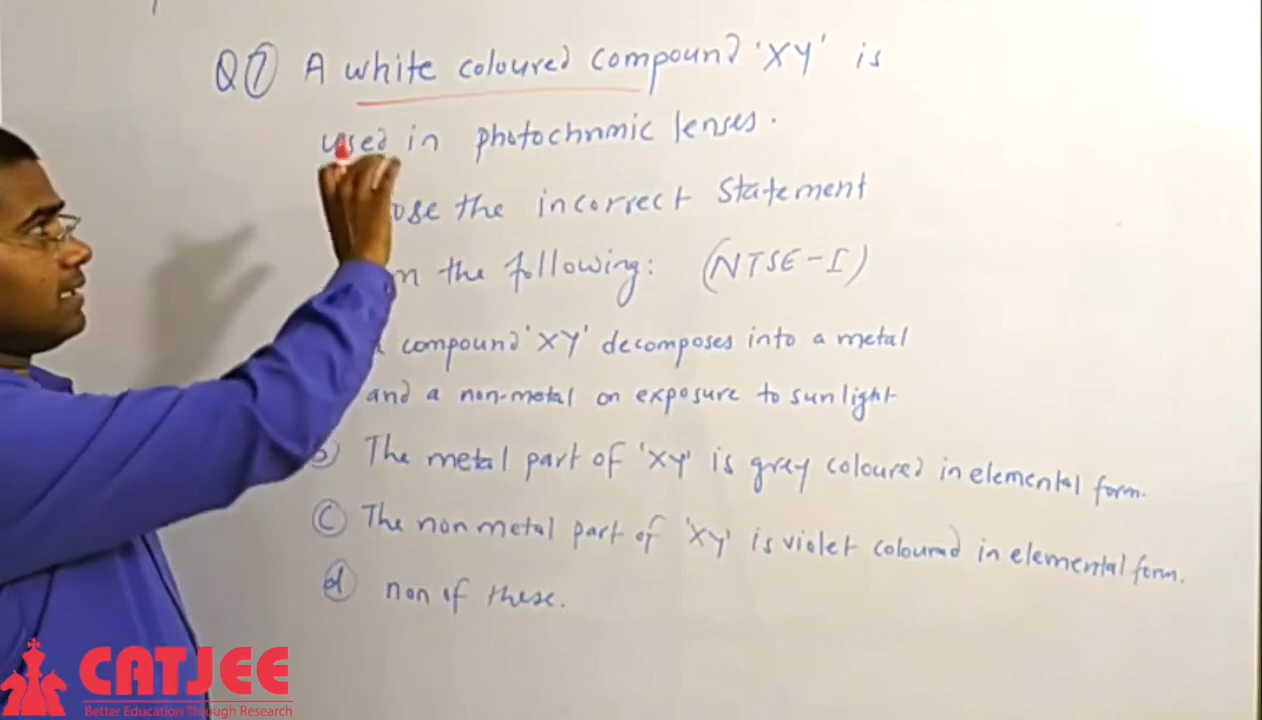 Q7 A white coloured compound 'XY' is
used in photochromic lenses.
ose the incorrect statement
m the following: (NTSE-I)
compound 'XY' decomposes into a metal
and a non-metal on exposure to sunlight
b) The metal part of 'XY' is grey coloured in elemental form.
c) The non metal part of 'XY' is violet coloured in elemental form.
d) non of these.
CATJEE
Better Education Through Research